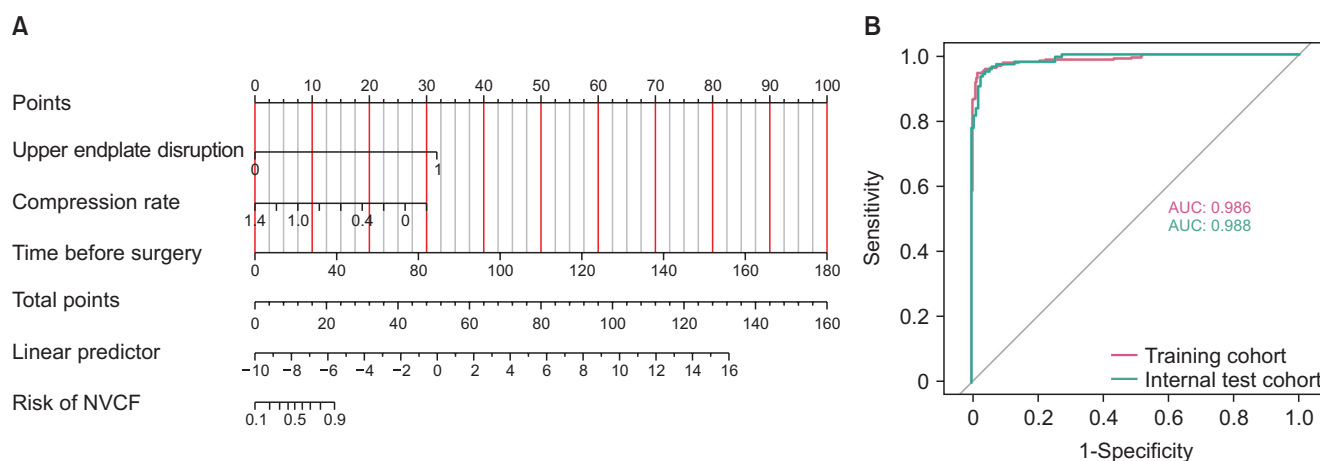 A
Points
0 10 20 30 40 50 60 70 80 90 100
Upper endplate disruption
0 1
Compression rate
1.4 1.0 0.4 0
Time before surgery
0 20 40 60 80 100 120 140 160 180
Total points
0 20 40 60 80 100 120 140 160
Linear predictor
−10 −8 −6 −4 −2 0 2 4 6 8 10 12 14 16
Risk of NVCF
0.1 0.5 0.9
B
Sensitivity
1.0
0.8
0.6
0.4
0.2
0
AUC: 0.986
AUC: 0.988
Training cohort
Internal test cohort
0 0.2 0.4 0.6 0.8 1.0
1-Specificity